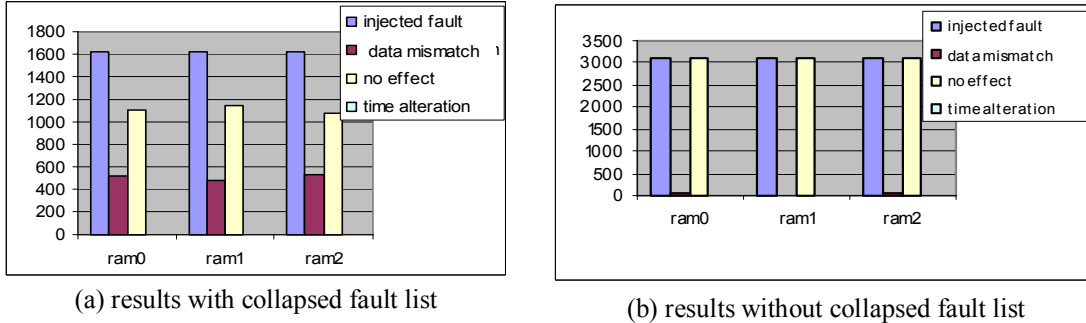 1800
1600
1400
1200
1000
800
600
400
200
0
ram0 ram1 ram2
injected fault
data mismatch
no effect
time alteration
(a) results with collapsed fault list
3500
3000
2500
2000
1500
1000
500
0
ram0 ram1 ram2
injected fault
data mismatch
no effect
time alteration
(b) results without collapsed fault list